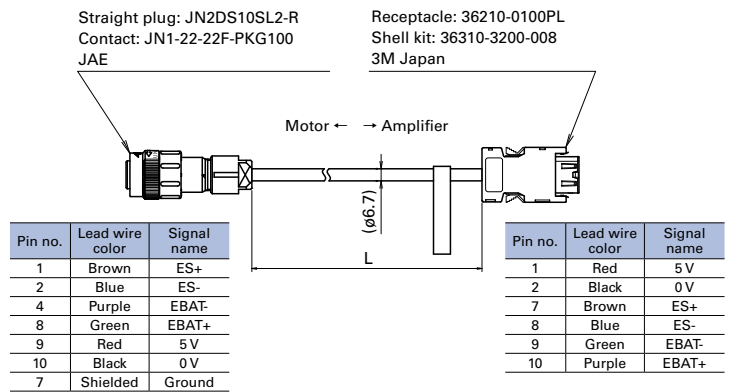 Straight plug: JN2DS10SL2-R
Contact: JN1-22-22F-PKG100
JAE
Receptacle: 36210-0100PL
Shell kit: 36310-3200-008
3M Japan
Motor ← → Amplifier
(ø6.7)
L
Pin no. Lead wire color Signal name
1 Brown ES+
2 Blue ES-
4 Purple EBAT-
8 Green EBAT+
9 Red 5 V
10 Black 0 V
7 Shielded Ground
Pin no. Lead wire color Signal name
1 Red 5 V
2 Black 0 V
7 Brown ES+
8 Blue ES-
9 Green EBAT-
10 Purple EBAT+